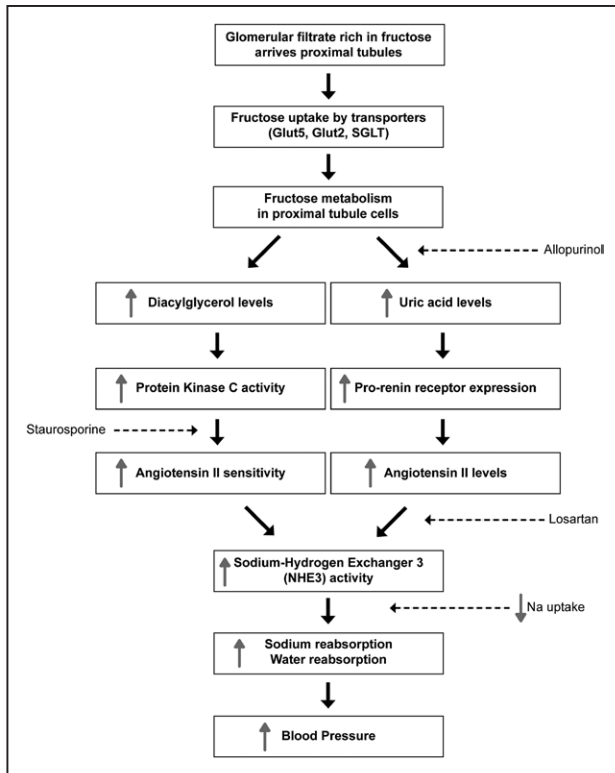 Glomerular filtrate rich in fructose
arrives proximal tubules
Fructose uptake by transporters
(Glut5, Glut2, SGLT)
Fructose metabolism
in proximal tubule cells
Allopurinol
Diacylglycerol levels
Uric acid levels
Protein Kinase C activity
Pro-renin receptor expression
Staurosporine
Angiotensin II sensitivity
Angiotensin II levels
Losartan
Sodium-Hydrogen Exchanger 3
(NHE3) activity
Na uptake
Sodium reabsorption
Water reabsorption
Blood Pressure